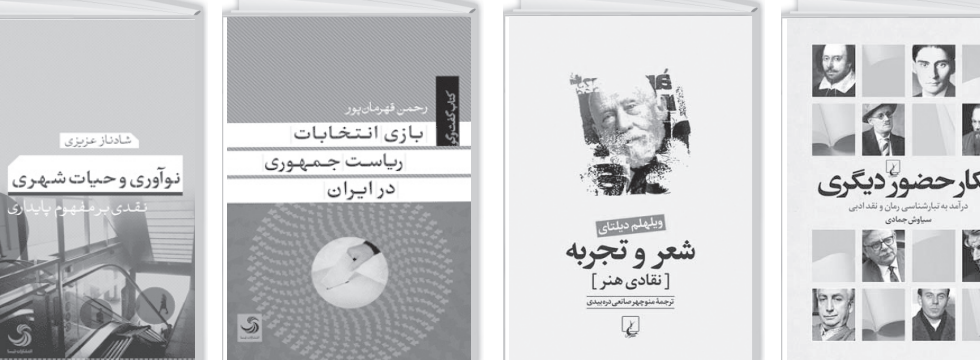 کار حضور دیگری
درآمد به تبارشناسی رمان و نقد ادبی
سیاوش جمادی
ویلهلم دیلتای
شعر و تجربه
[نقادی هنر]
ترجمهٔ منوچهر صانعی دره‌بیدی
رحمن قهرمان‌پور
کتاب گفت‌وگو
بازی انتخابات
ریاست جمهوری
در ایران
شادناز عزیزی
نوآوری و حیات شهری
نقدی بر مفهوم پایداری